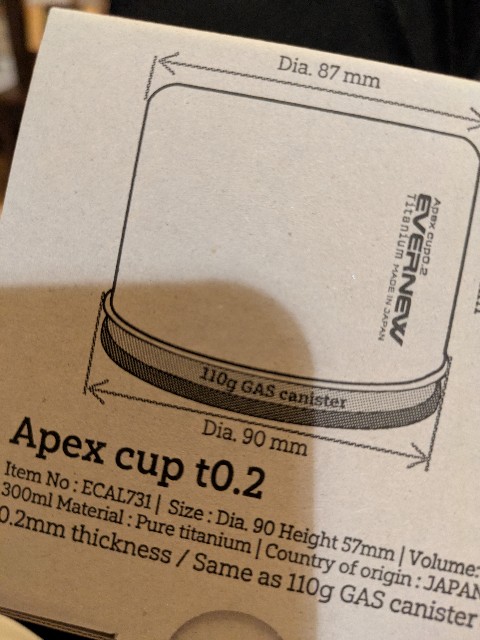 Dia. 87 mm
Apex cup0.2
EVERNEW
Titanium MADE IN JAPAN
110g GAS canister
Dia. 90 mm
Apex cup t0.2
Item No : ECAL731 | Size : Dia. 90 Height 57mm | Volume:
300ml Material : Pure titanium | Country of origin : JAPAN
0.2mm thickness / Same as 110g GAS canister